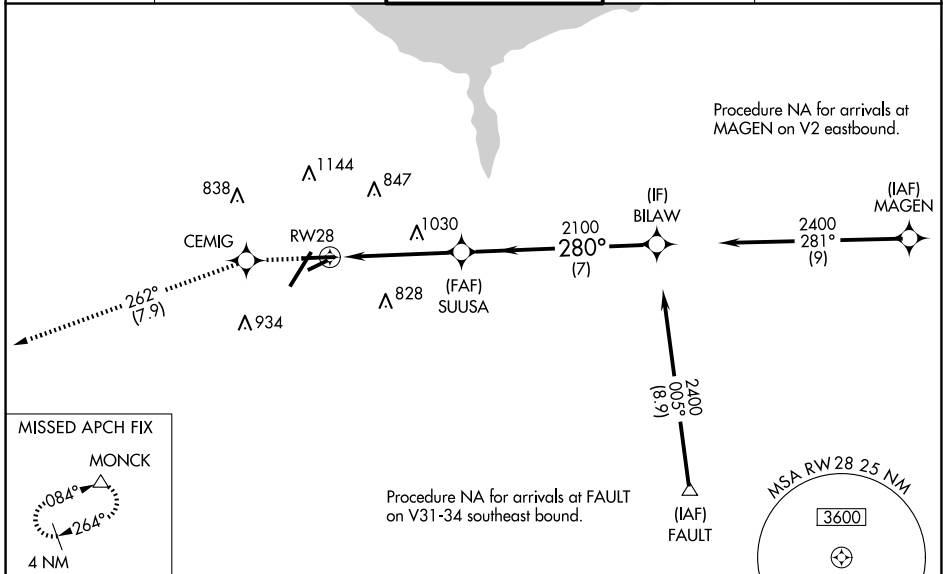 Procedure NA for arrivals at
MAGEN on V2 eastbound.
1144
847
838
1030
CEMIG
RW28
(IF)
BILAW
(IAF)
MAGEN
2100
280°
(7)
2400
281°
(9)
(FAF)
SUUSA
828
934
262°
(7.9)
2400
005°
(8.9)
MISSED APCH FIX
MONCK
084°
264°
4 NM
Procedure NA for arrivals at FAULT
on V31-34 southeast bound.
(IAF)
FAULT
MSA RW 28 25 NM
3600